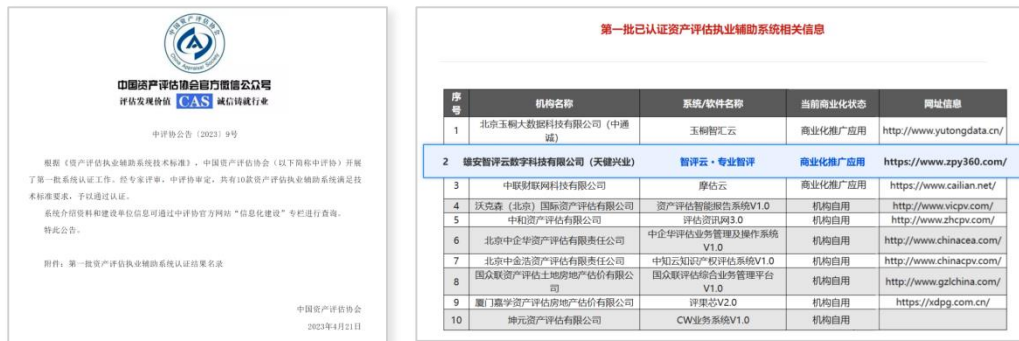 中国资产评估协会
China Appraisal Society
中国资产评估协会官方微信公众号
评估发现价值 CAS 诚信铸就行业
中评协公告〔2023〕9号
根据《资产评估执业辅助系统技术标准》，中国资产评估协会（以下简称中评协）开展
了第一批系统认证工作。经专家评审，中评协审定，共有10款资产评估执业辅助系统满足技
术标准要求，予以通过认证。
系统介绍资料和建设单位信息可通过中评协官方网站“信息化建设”专栏进行查询。
特此公告。
附件：第一批资产评估执业辅助系统认证结果名录
中国资产评估协会
2023年4月21日
第一批已认证资产评估执业辅助系统相关信息
序号 机构名称 系统/软件名称 当前商业化状态 网址信息
1 北京玉桐大数据科技有限公司（中通诚） 玉桐智汇云 商业化推广应用 http://www.yutongdata.cn/
2 雄安智评云数字科技有限公司（天健兴业） 智评云·专业智评 商业化推广应用 https://www.zpy360.com/
3 中联财联网科技有限公司 摩估云 商业化推广应用 https://www.cailian.net/
4 沃克森（北京）国际资产评估有限公司 资产评估智能报告系统V1.0 机构自用 http://www.vicpv.com/
5 中和资产评估有限公司 评估资讯网3.0 机构自用 http://www.zhcpv.com/
6 北京中企华资产评估有限责任公司 中企华评估业务管理及操作系统V1.0 机构自用 http://www.chinacea.com/
7 北京中金浩资产评估有限责任公司 中知云知识产权评估系统V1.0 机构自用 http://www.chinacpv.com/
8 国众联资产评估土地房地产估价有限公司 国众联评估综合业务管理平台V1.0 机构自用 http://www.gzlchina.com/
9 厦门嘉学资产评估房地产估价有限公司 评果芯V2.0 机构自用 https://xdpg.com.cn/
10 坤元资产评估有限公司 CW业务系统V1.0 机构自用